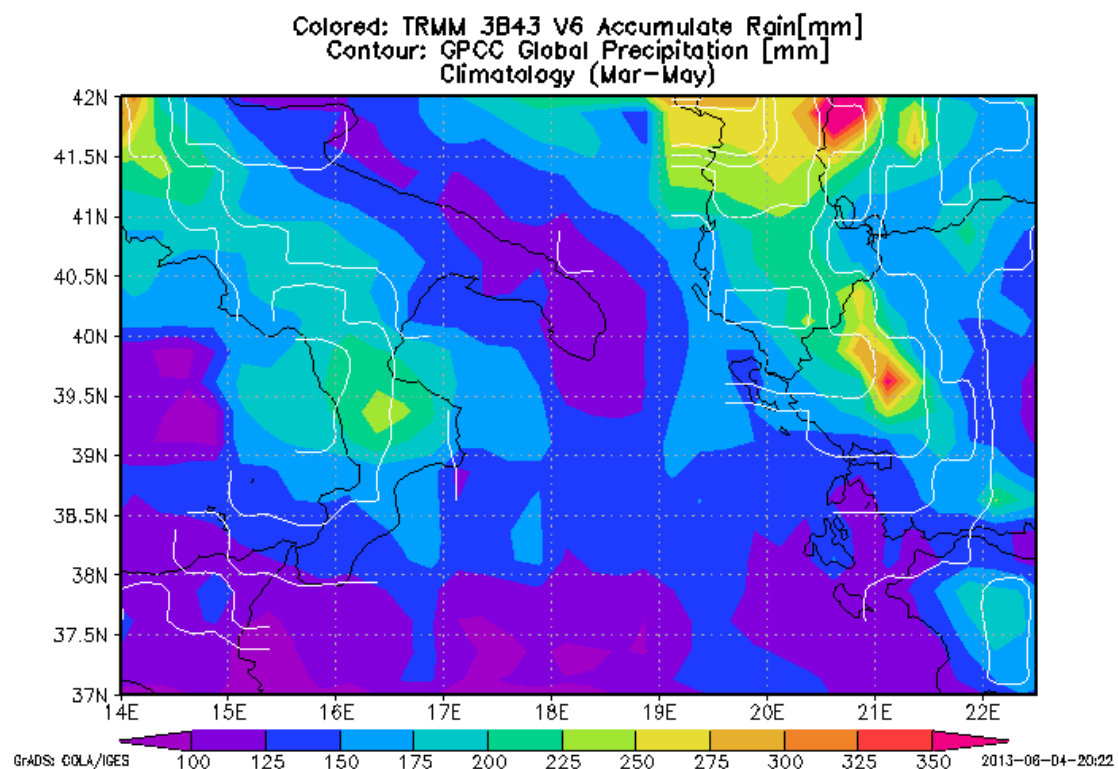 Colored: TRMM 3B43 V6 Accumulate Rain[mm]
Contour: GPCC Global Precipitation [mm]
Climatology (Mar-May)
42N
41.5N
41N
40.5N
40N
39.5N
39N
38.5N
38N
37.5N
37N
14E 15E 16E 17E 18E 19E 20E 21E 22E
100 125 150 175 200 225 250 275 300 325 350
GrADS: COLA/IGES 2013-06-04-20:22